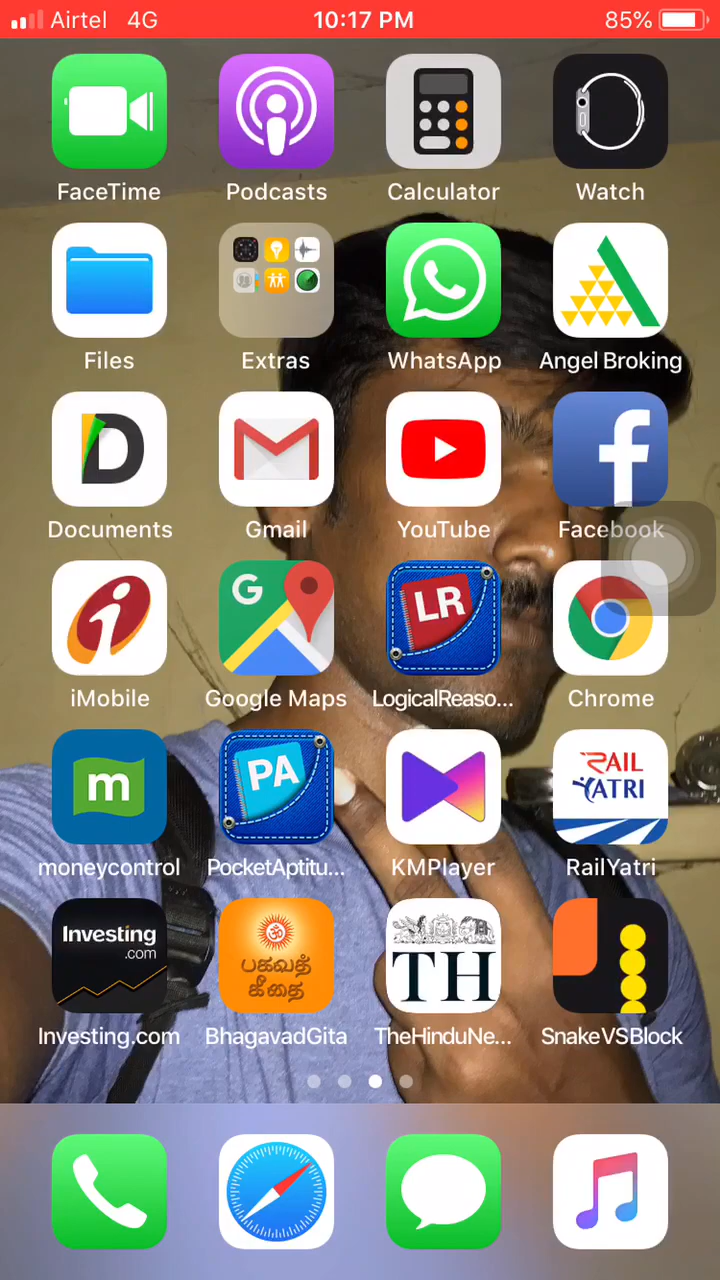 Airtel 4G 10:17 PM 85%
FaceTime Podcasts Calculator Watch
Files Extras WhatsApp Angel Broking
D
Documents Gmail YouTube Facebook
G LR
iMobile Google Maps LogicalReaso... Chrome
m PA RAIL
YATRI
moneycontrol PocketAptitu... KMPlayer RailYatri
Investing
.com
ஓம்
பகவத்
கீதை
TH
Investing.com BhagavadGita TheHinduNe... SnakeVSBlock